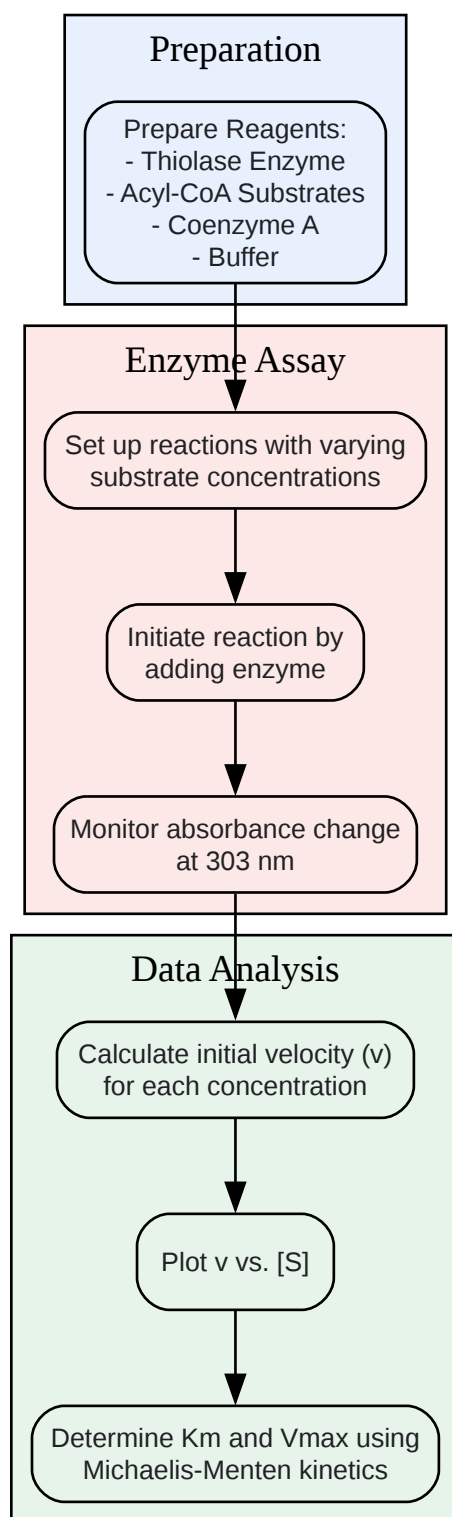 Preparation
Prepare Reagents:
- Thiolase Enzyme
- Acyl-CoA Substrates
- Coenzyme A
- Buffer
Enzyme Assay
Set up reactions with varying
substrate concentrations
Initiate reaction by
adding enzyme
Monitor absorbance change
at 303 nm
Data Analysis
Calculate initial velocity (v)
for each concentration
Plot v vs. [S]
Determine Km and Vmax using
Michaelis-Menten kinetics